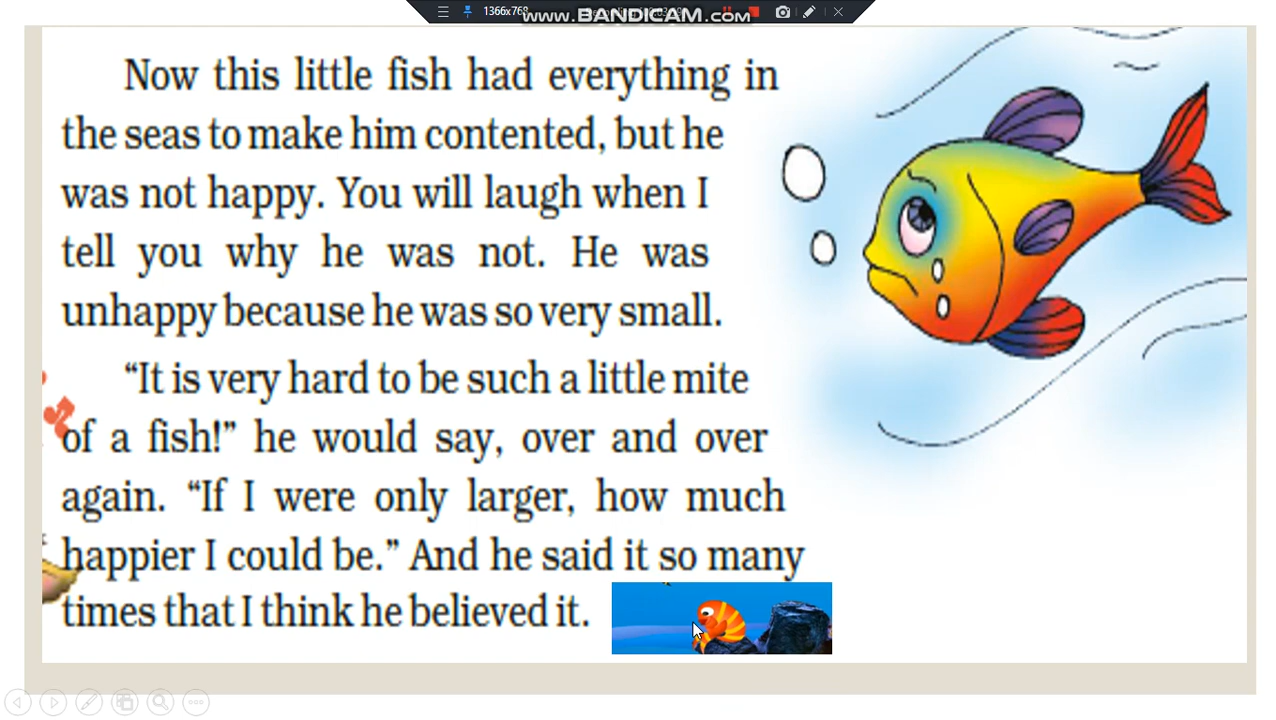 1366x768
www.BANDICAM.com
Now this little fish had everything in
the seas to make him contented, but he
was not happy. You will laugh when I
tell you why he was not. He was
unhappy because he was so very small.
“It is very hard to be such a little mite
of a fish!” he would say, over and over
again. “If I were only larger, how much
happier I could be.” And he said it so many
times that I think he believed it.